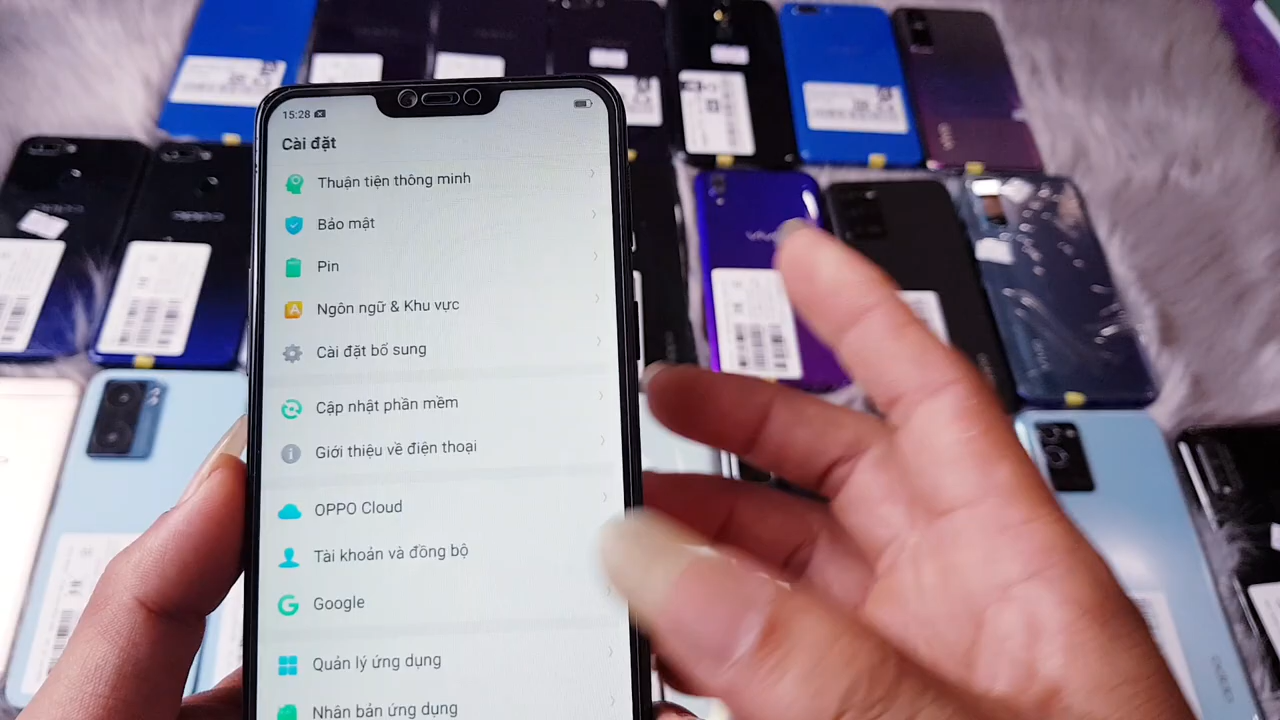 15:28
Cài đặt
Thuận tiện thông minh
Bảo mật
Pin
Ngôn ngữ & Khu vực
Cài đặt bổ sung
Cập nhật phần mềm
Giới thiệu về điện thoại
OPPO Cloud
Tài khoản và đồng bộ
Google
Quản lý ứng dụng
Nhân bản ứng dụng